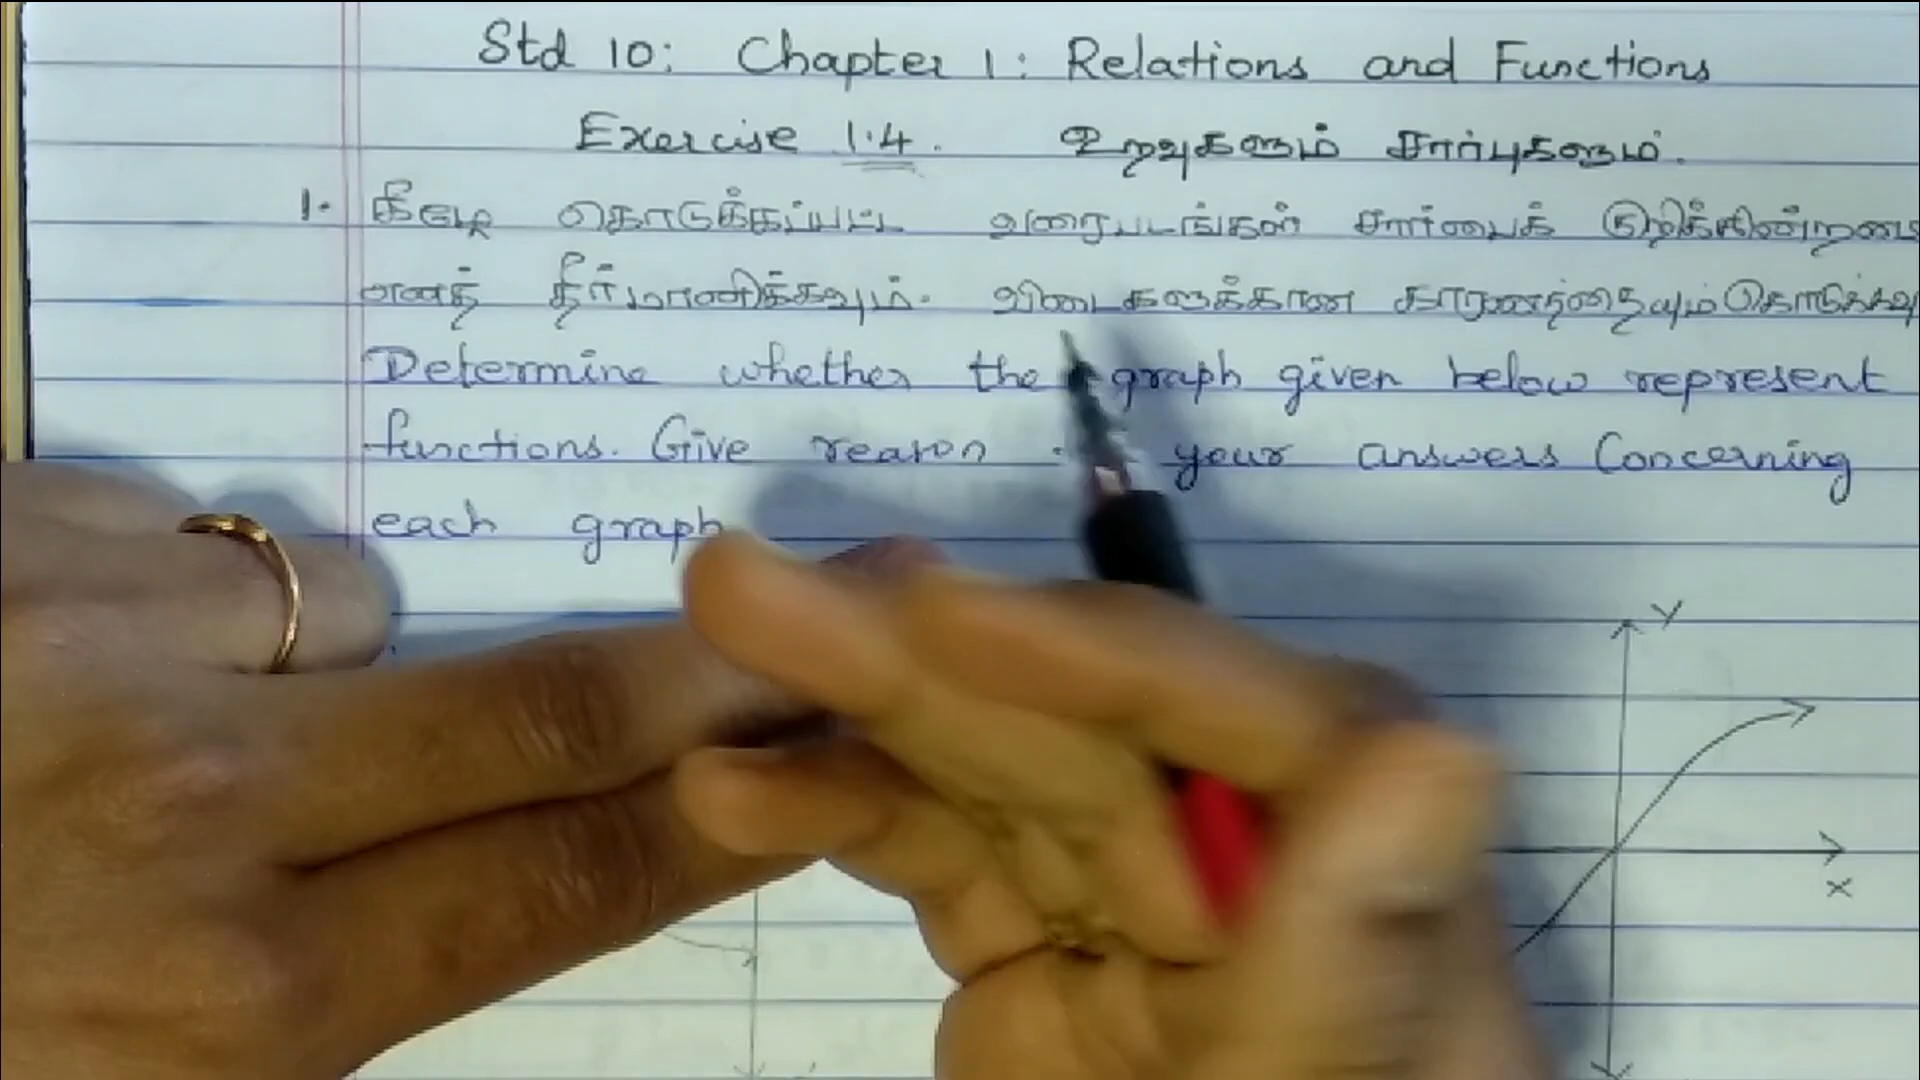 Std 10: Chapter 1: Relations and Functions
Exercise 1.4. உறவுகளும் சார்புகளும்.
1. கீழே கொடுக்கப்பட்ட வரைபடங்கள் சார்பைக் குறிக்கின்றன
எனத் தீர்மானிக்கவும். விடைகளுக்கான காரணத்தையும் கொடுக்கவு
Determine whether the graph given below represent
functions. Give reason your answers Concerning
each graph
Y
X